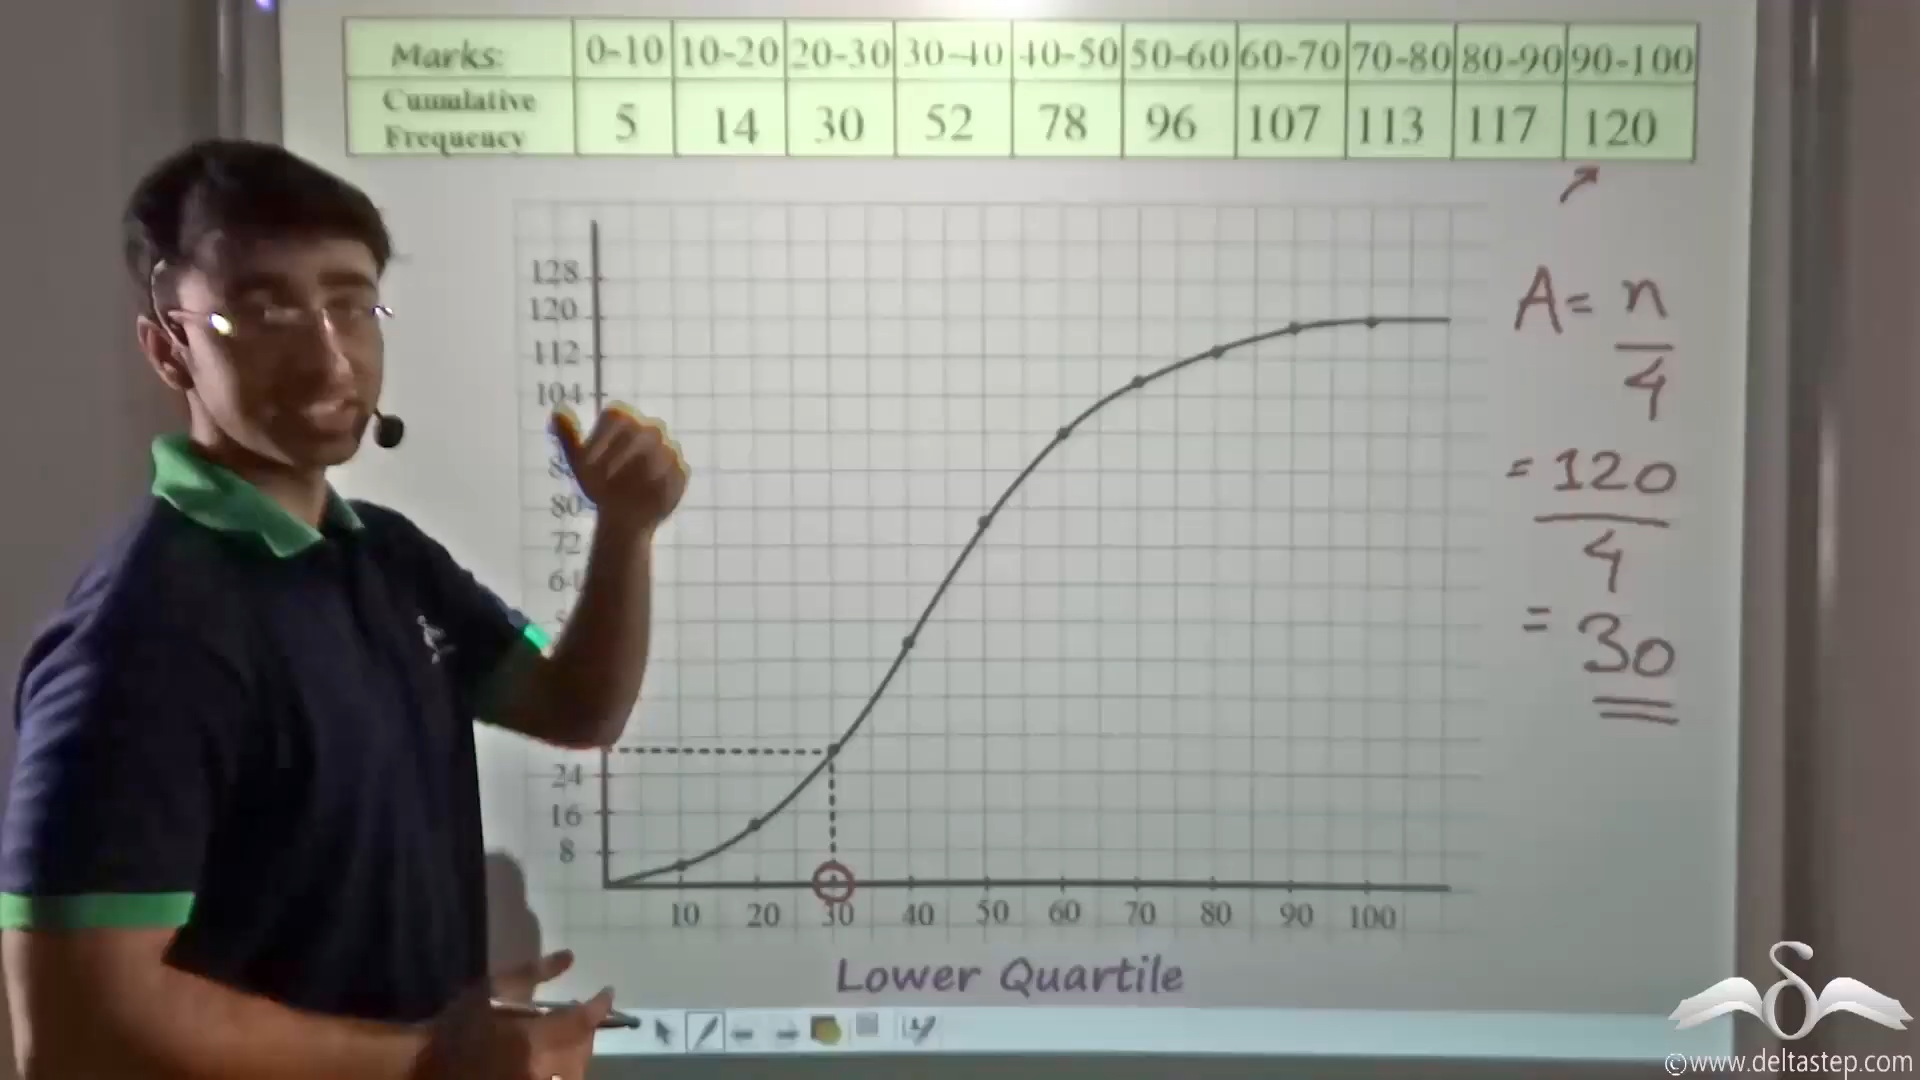 Marks: 0-10 10-20 20-30 30-40 40-50 50-60 60-70 70-80 80-90 90-100
Cumulative Frequency 5 14 30 52 78 96 107 113 117 120
128
120
112
104
80
72
24
16
8
10 20 30 40 50 60 70 80 90 100
Lower Quartile
A = n/4
= 120/4
= 30
©www.deltastep.com